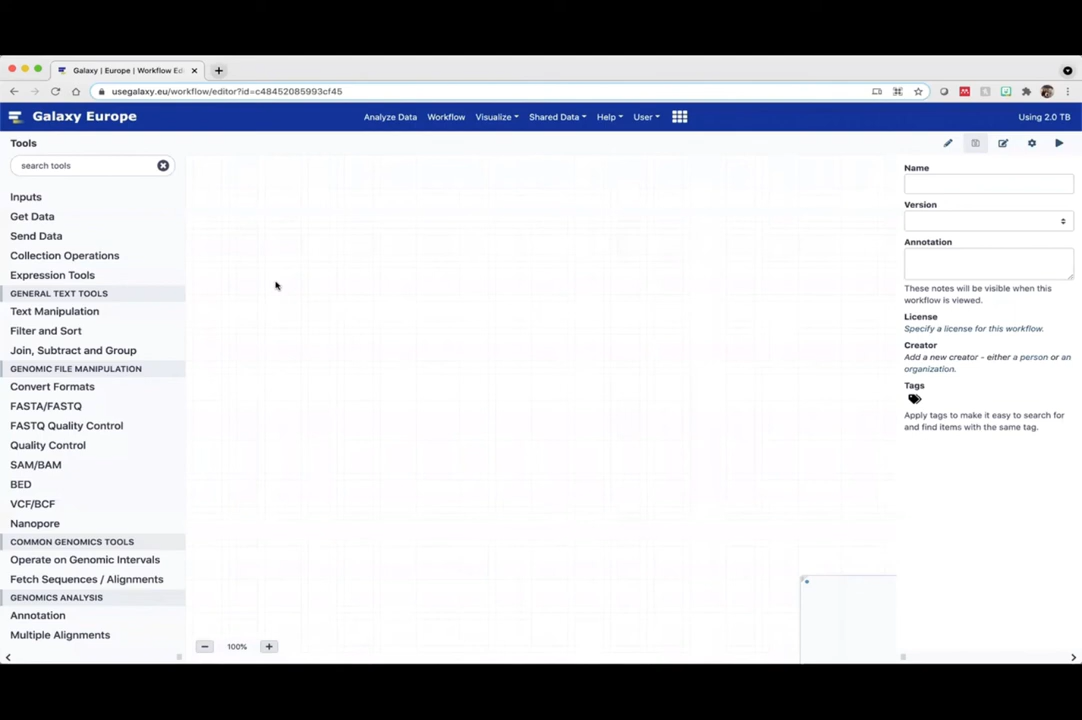 Galaxy | Europe | Workflow Edi
usegalaxy.eu/workflow/editor?id=c48452085993cf45
Galaxy Europe
Analyze Data
Workflow
Visualize
Shared Data
Help
User
Using 2.0 TB
Tools
search tools
Inputs
Get Data
Send Data
Collection Operations
Expression Tools
GENERAL TEXT TOOLS
Text Manipulation
Filter and Sort
Join, Subtract and Group
GENOMIC FILE MANIPULATION
Convert Formats
FASTA/FASTQ
FASTQ Quality Control
Quality Control
SAM/BAM
BED
VCF/BCF
Nanopore
COMMON GENOMICS TOOLS
Operate on Genomic Intervals
Fetch Sequences / Alignments
GENOMICS ANALYSIS
Annotation
Multiple Alignments
100%
Name
Version
Annotation
These notes will be visible when this
workflow is viewed.
License
Specify a license for this workflow.
Creator
Add a new creator - either a person or an
organization.
Tags
Apply tags to make it easy to search for
and find items with the same tag.